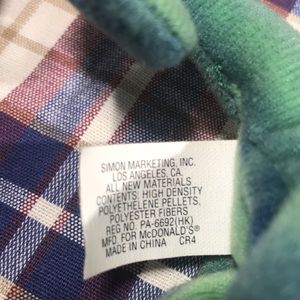 SIMON MARKETING, INC.
LOS ANGELES, CA.
ALL NEW MATERIALS
CONTENTS: HIGH DENSITY
POLYETHELENE PELLETS,
POLYESTER FIBERS
REG NO. PA-6692(HK)
MFD. FOR McDONALD'S®
MADE IN CHINA CR4